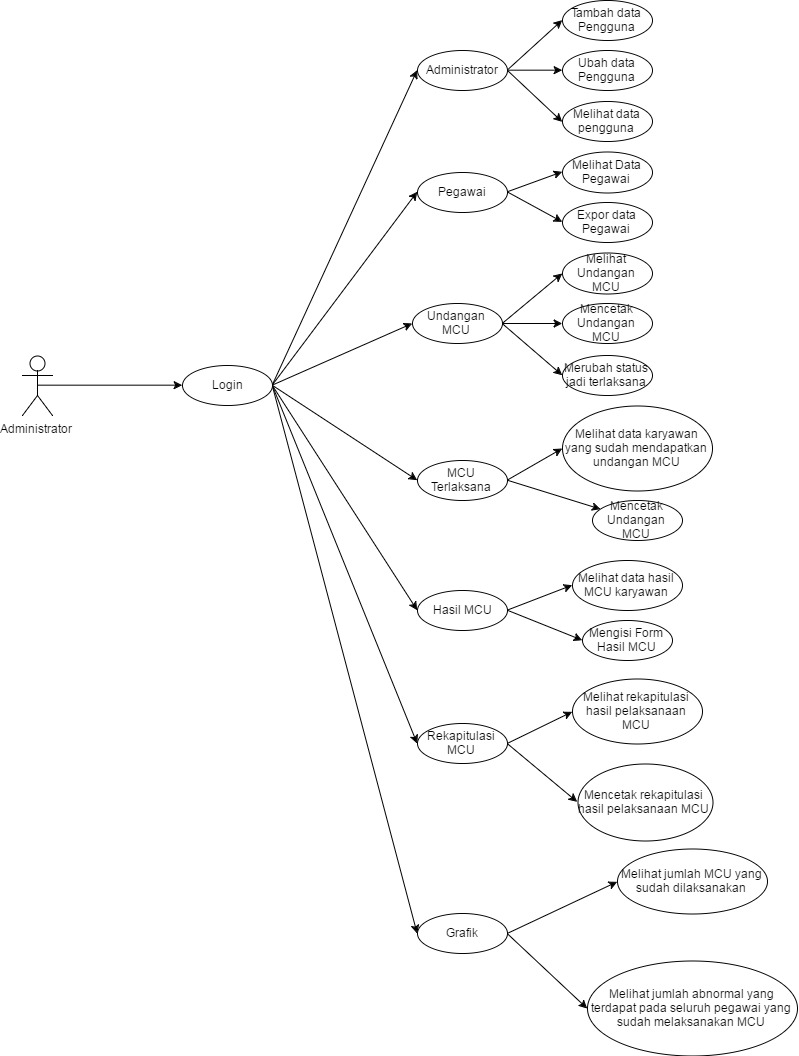 Tambah data
Pengguna
Administrator
Ubah data
Pengguna
Melihat data
pengguna
Melihat Data
Pegawai
Pegawai
Expor data
Pegawai
Melihat
Undangan
MCU
Undangan
MCU
Mencetak
Undangan
MCU
Merubah status
jadi terlaksana
Login
Administrator
Melihat data karyawan
yang sudah mendapatkan
undangan MCU
MCU
Terlaksana
Mencetak
Undangan
MCU
Melihat data hasil
MCU karyawan
Hasil MCU
Mengisi Form
Hasil MCU
Melihat rekapitulasi
hasil pelaksanaan
MCU
Rekapitulasi
MCU
Mencetak rekapitulasi
hasil pelaksanaan MCU
Melihat jumlah MCU yang
sudah dilaksanakan
Grafik
Melihat jumlah abnormal yang
terdapat pada seluruh pegawai yang
sudah melaksanakan MCU